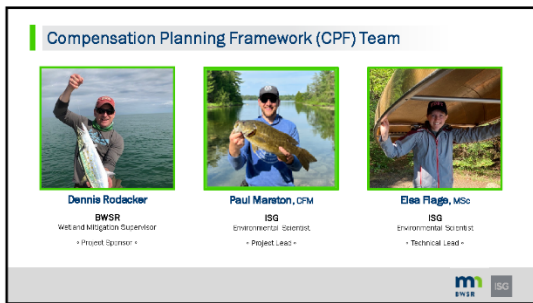 Compensation Planning Framework (CPF) Team
Dennis Rodacker
BWSR
Wetland Mitigation Supervisor
- Project Sponsor -
Paul Marston, CFM
ISG
Environmental Scientist
- Project Lead -
Elsa Flage, MSc
ISG
Environmental Scientist
- Technical Lead -
mn
BWSR
ISG